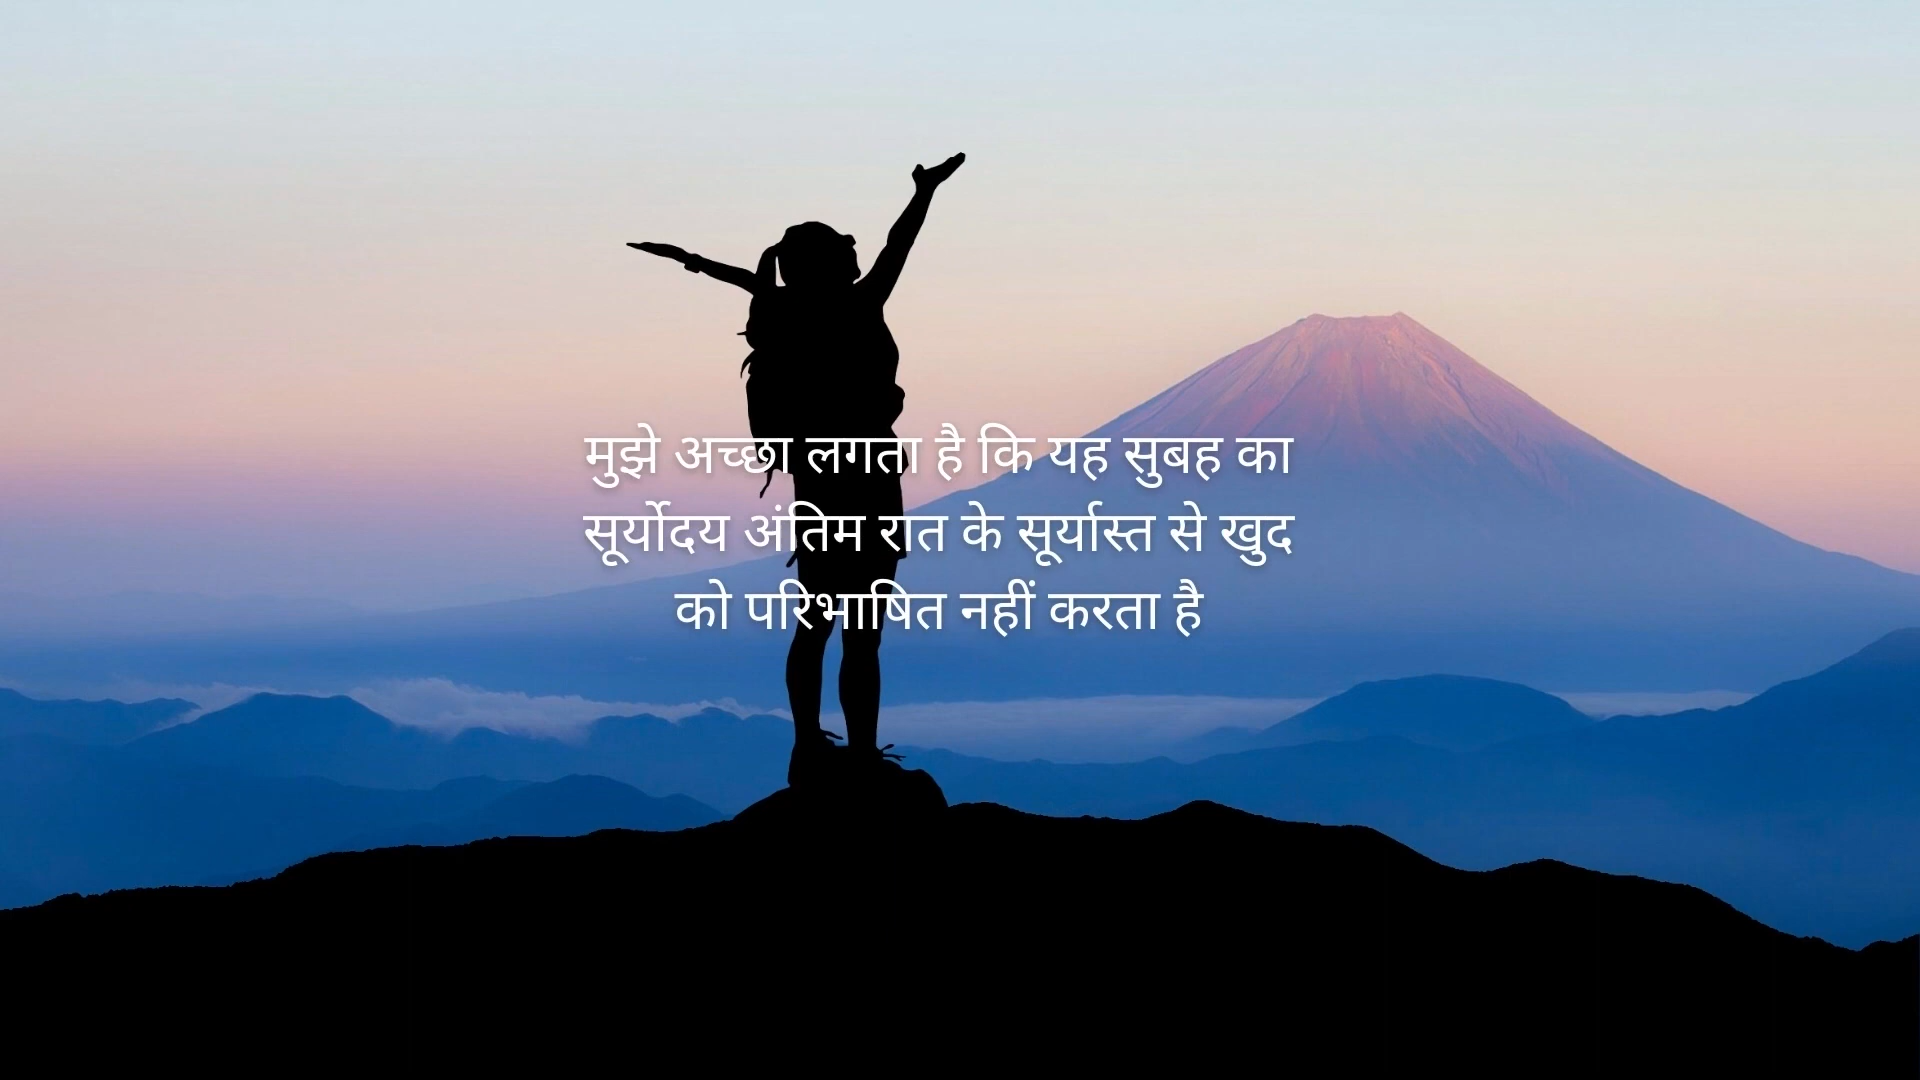 मुझे अच्छा लगता है कि यह सुबह का
सूर्योदय अंतिम रात के सूर्यास्त से खुद
को परिभाषित नहीं करता है